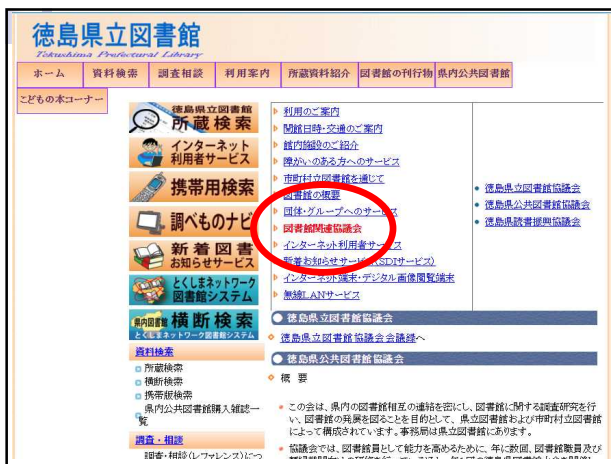 徳島県立図書館
Tokushima Prefectural Library
ホーム
資料検索
調査相談
利用案内
所蔵資料紹介
図書館の刊行物
県内公共図書館
こどもの本コーナー
徳島県立図書館
所蔵検索
インターネット
利用者サービス
携帯用検索
調べものナビ
新着図書
お知らせサービス
とくしまネットワーク
図書館システム
県内図書館 横断検索
とくしまネットワーク図書館システム
資料検索
所蔵検索
横断検索
携帯版検索
県内公共図書館購入雑誌一
覧
調査・相談
調査・相談(レファレンス)につ
利用のご案内
開館日時・交通のご案内
館内施設のご紹介
障がいのある方へのサービス
市町村立図書館を通じて
図書館の概要
団体・グループへのサービス
図書館関連協議会
インターネット利用者サービス
新着お知らせサービス(SDIサービス)
インターネット端末・デジタル画像閲覧端末
無線LANサービス
徳島県立図書館協議会
徳島県公共図書館協議会
徳島県読書振興協議会
徳島県立図書館協議会
徳島県立図書館協議会会議録へ
徳島県公共図書館協議会
概 要
この会は、県内の図書館相互の連絡を密にし、図書館に関する調査研究を行
い、図書館の発展を図ることを目的として、県立図書館および市町村立図書館
によって構成されています。事務局は県立図書館にあります。
協議会では、図書館員として能力を高めるために、年に数回、図書館職員及び